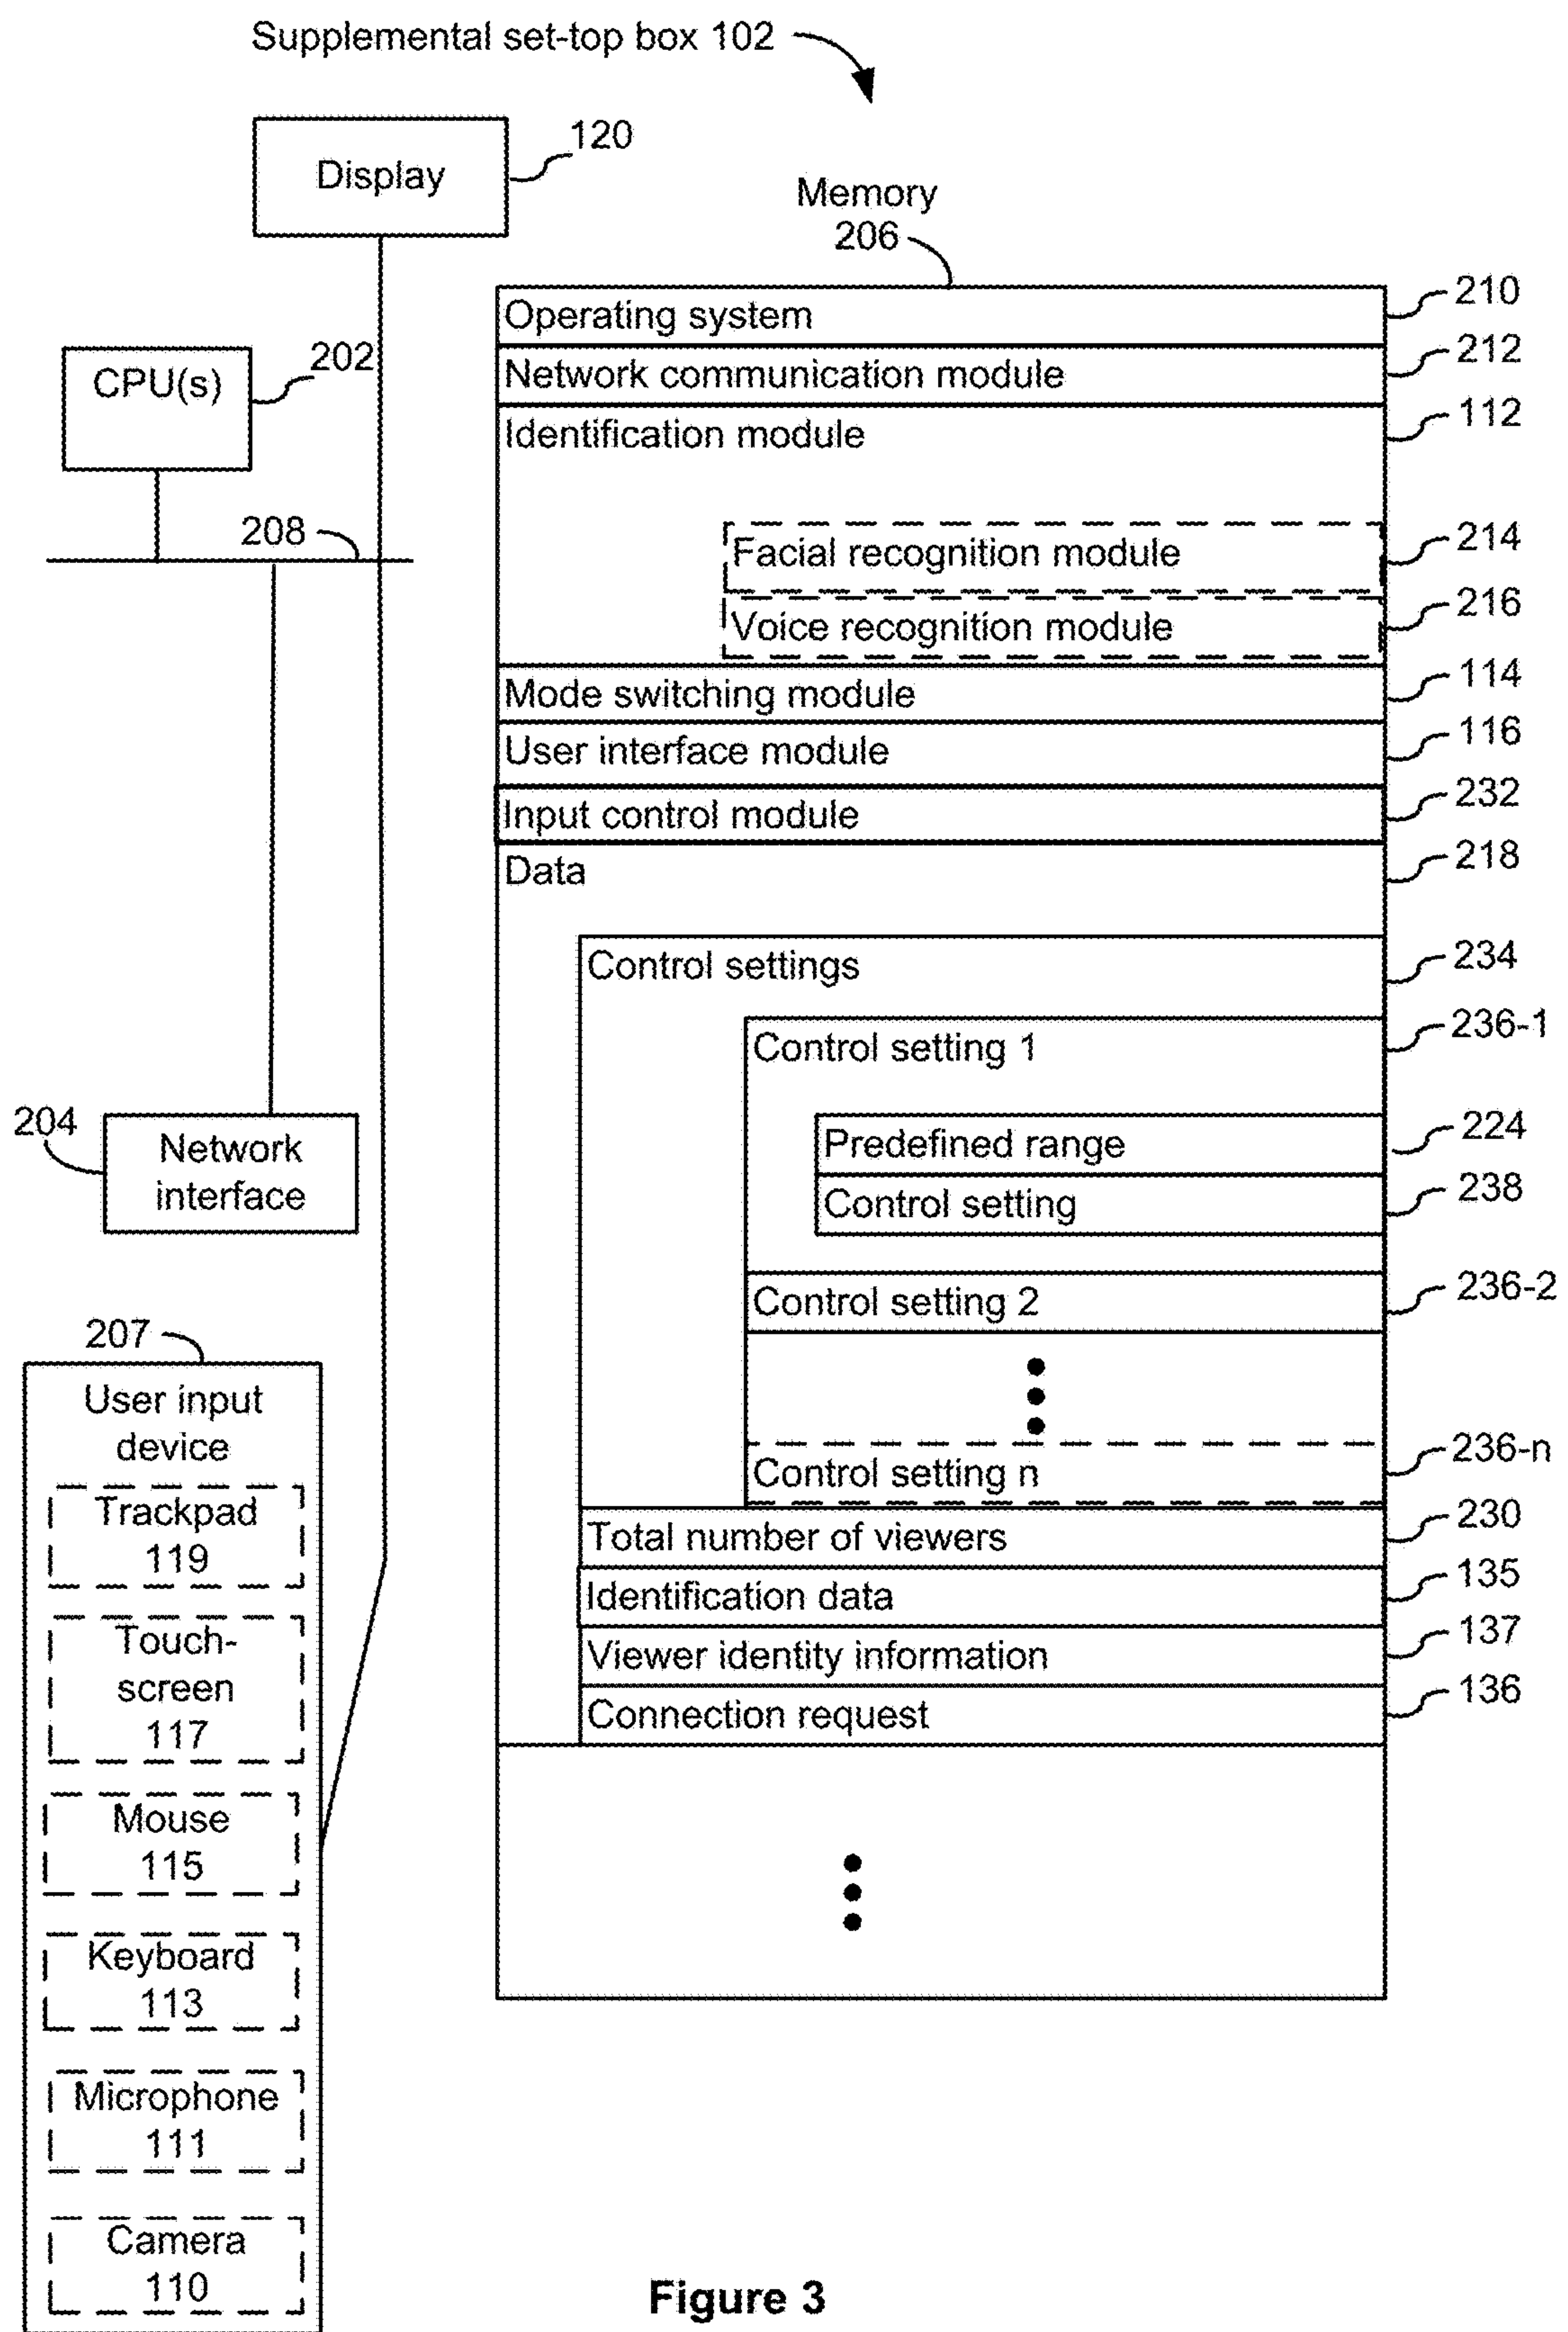 Supplemental set-top box 102
Display
120
Memory
206
CPU(s)
202
208
Network
interface
204
207
User input
device
Trackpad
119
Touch-
screen
117
Mouse
115
Keyboard
113
Microphone
111
Camera
110
Operating system
210
Network communication module
212
Identification module
112
Facial recognition module
214
Voice recognition module
216
Mode switching module
114
User interface module
116
Input control module
232
Data
218
Control settings
234
Control setting 1
236-1
Predefined range
224
Control setting
238
Control setting 2
236-2
Control setting n
236-n
Total number of viewers
230
Identification data
135
Viewer identity information
137
Connection request
136
Figure 3